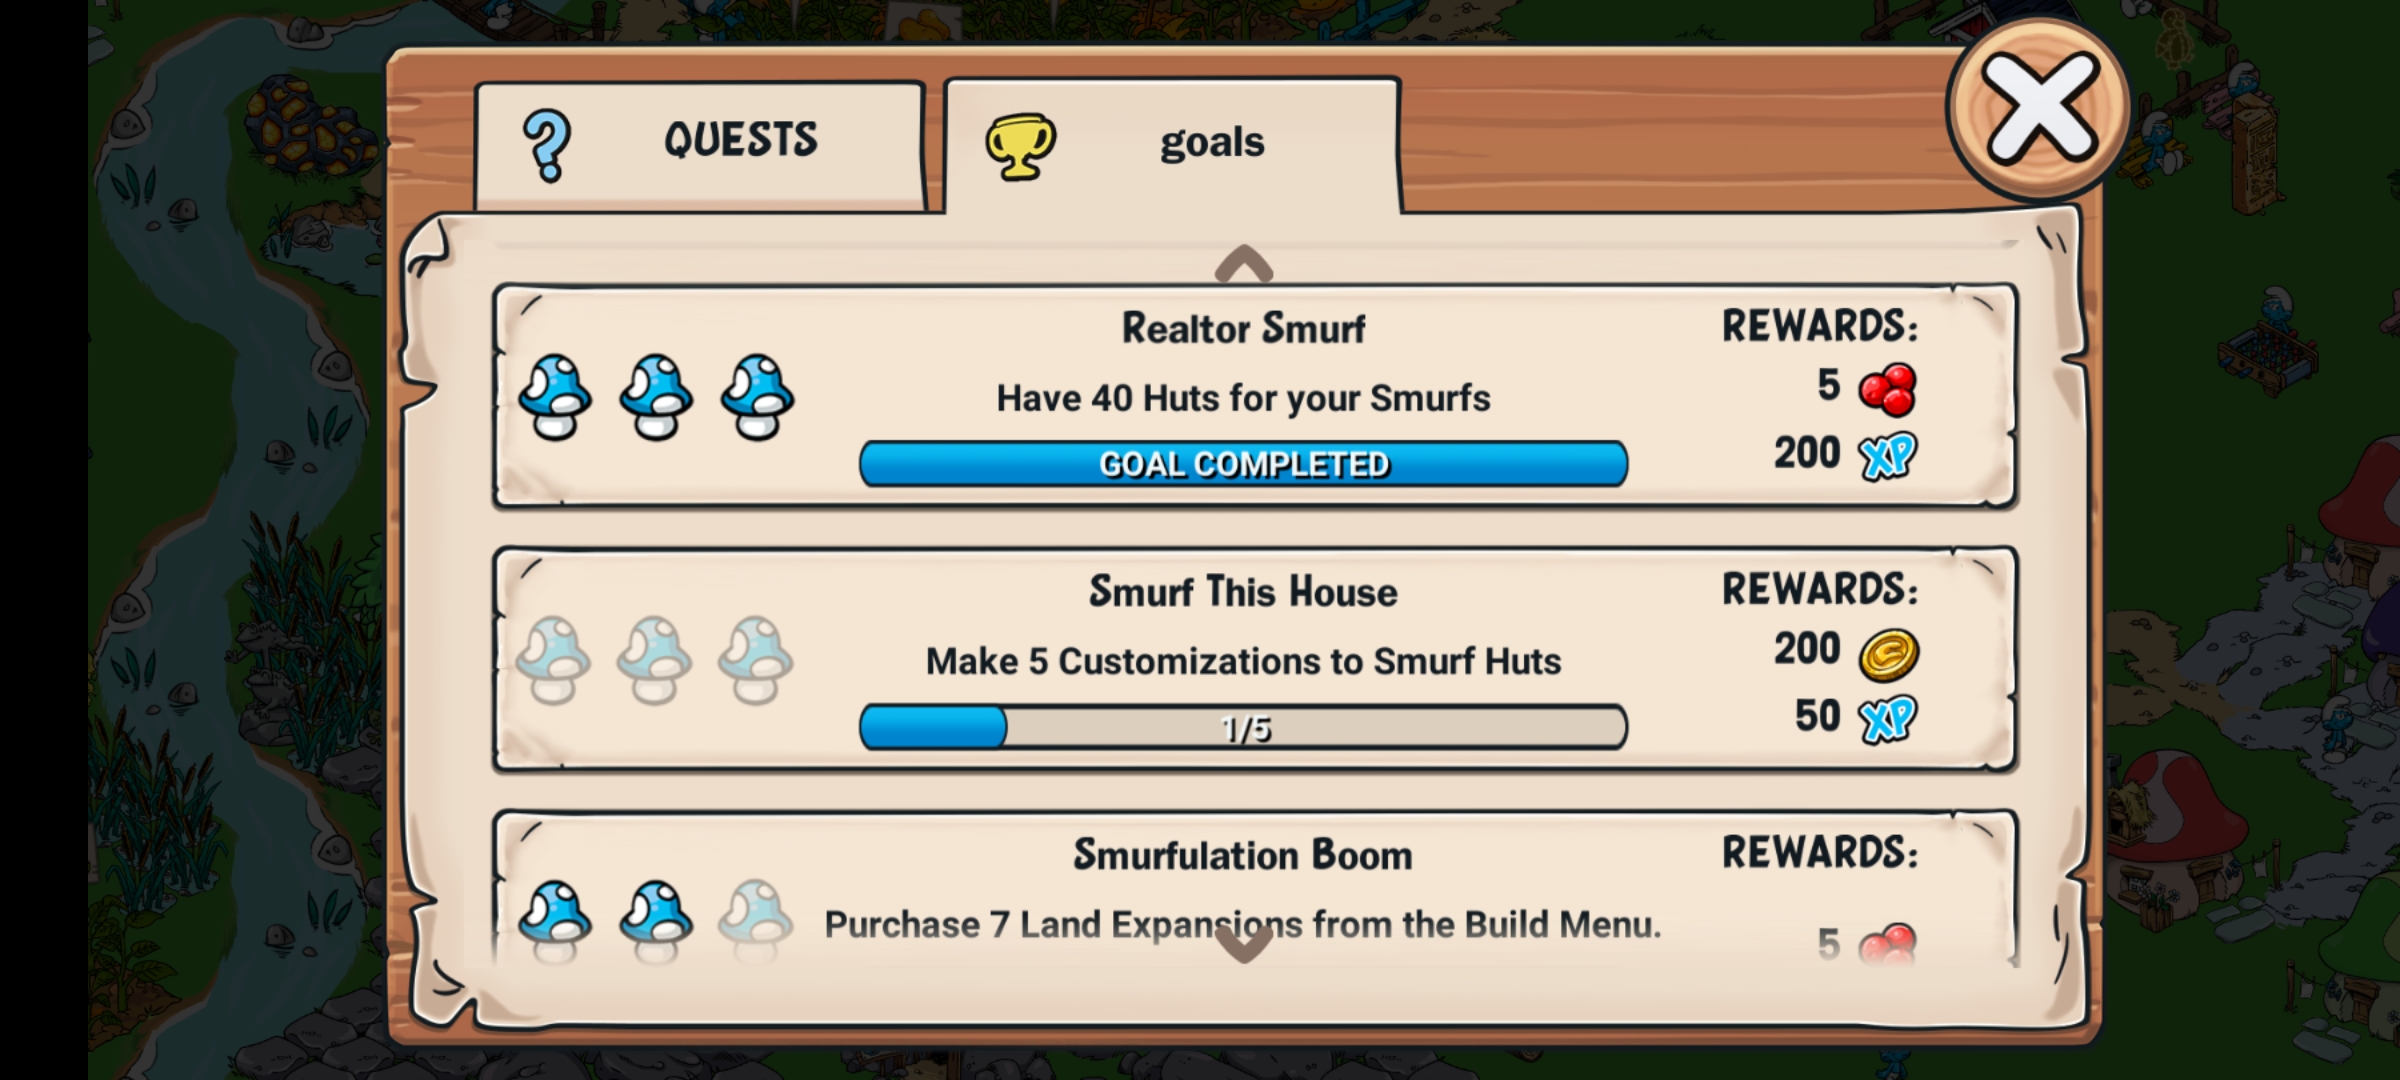 QUESTS
goals
Realtor Smurf
REWARDS:
Have 40 Huts for your Smurfs
5
GOAL COMPLETED
200 XP
Smurf This House
REWARDS:
200
Make 5 Customizations to Smurf Huts
50 XP
1/5
Smurfulation Boom
REWARDS:
Purchase 7 Land Expansions from the Build Menu.
5